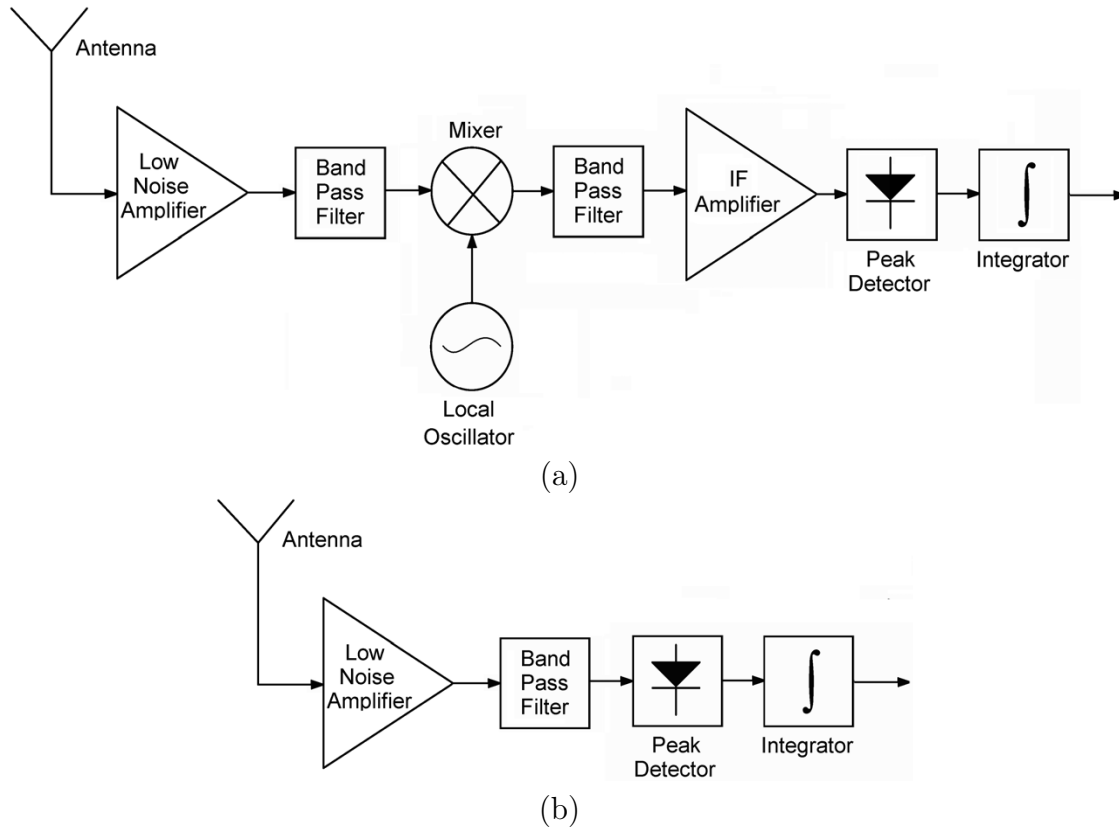 Antenna
Low
Noise
Amplifier
Band
Pass
Filter
Mixer
Local
Oscillator
Band
Pass
Filter
IF
Amplifier
Peak
Detector
∫
Integrator
(a)
Antenna
Low
Noise
Amplifier
Band
Pass
Filter
Peak
Detector
∫
Integrator
(b)